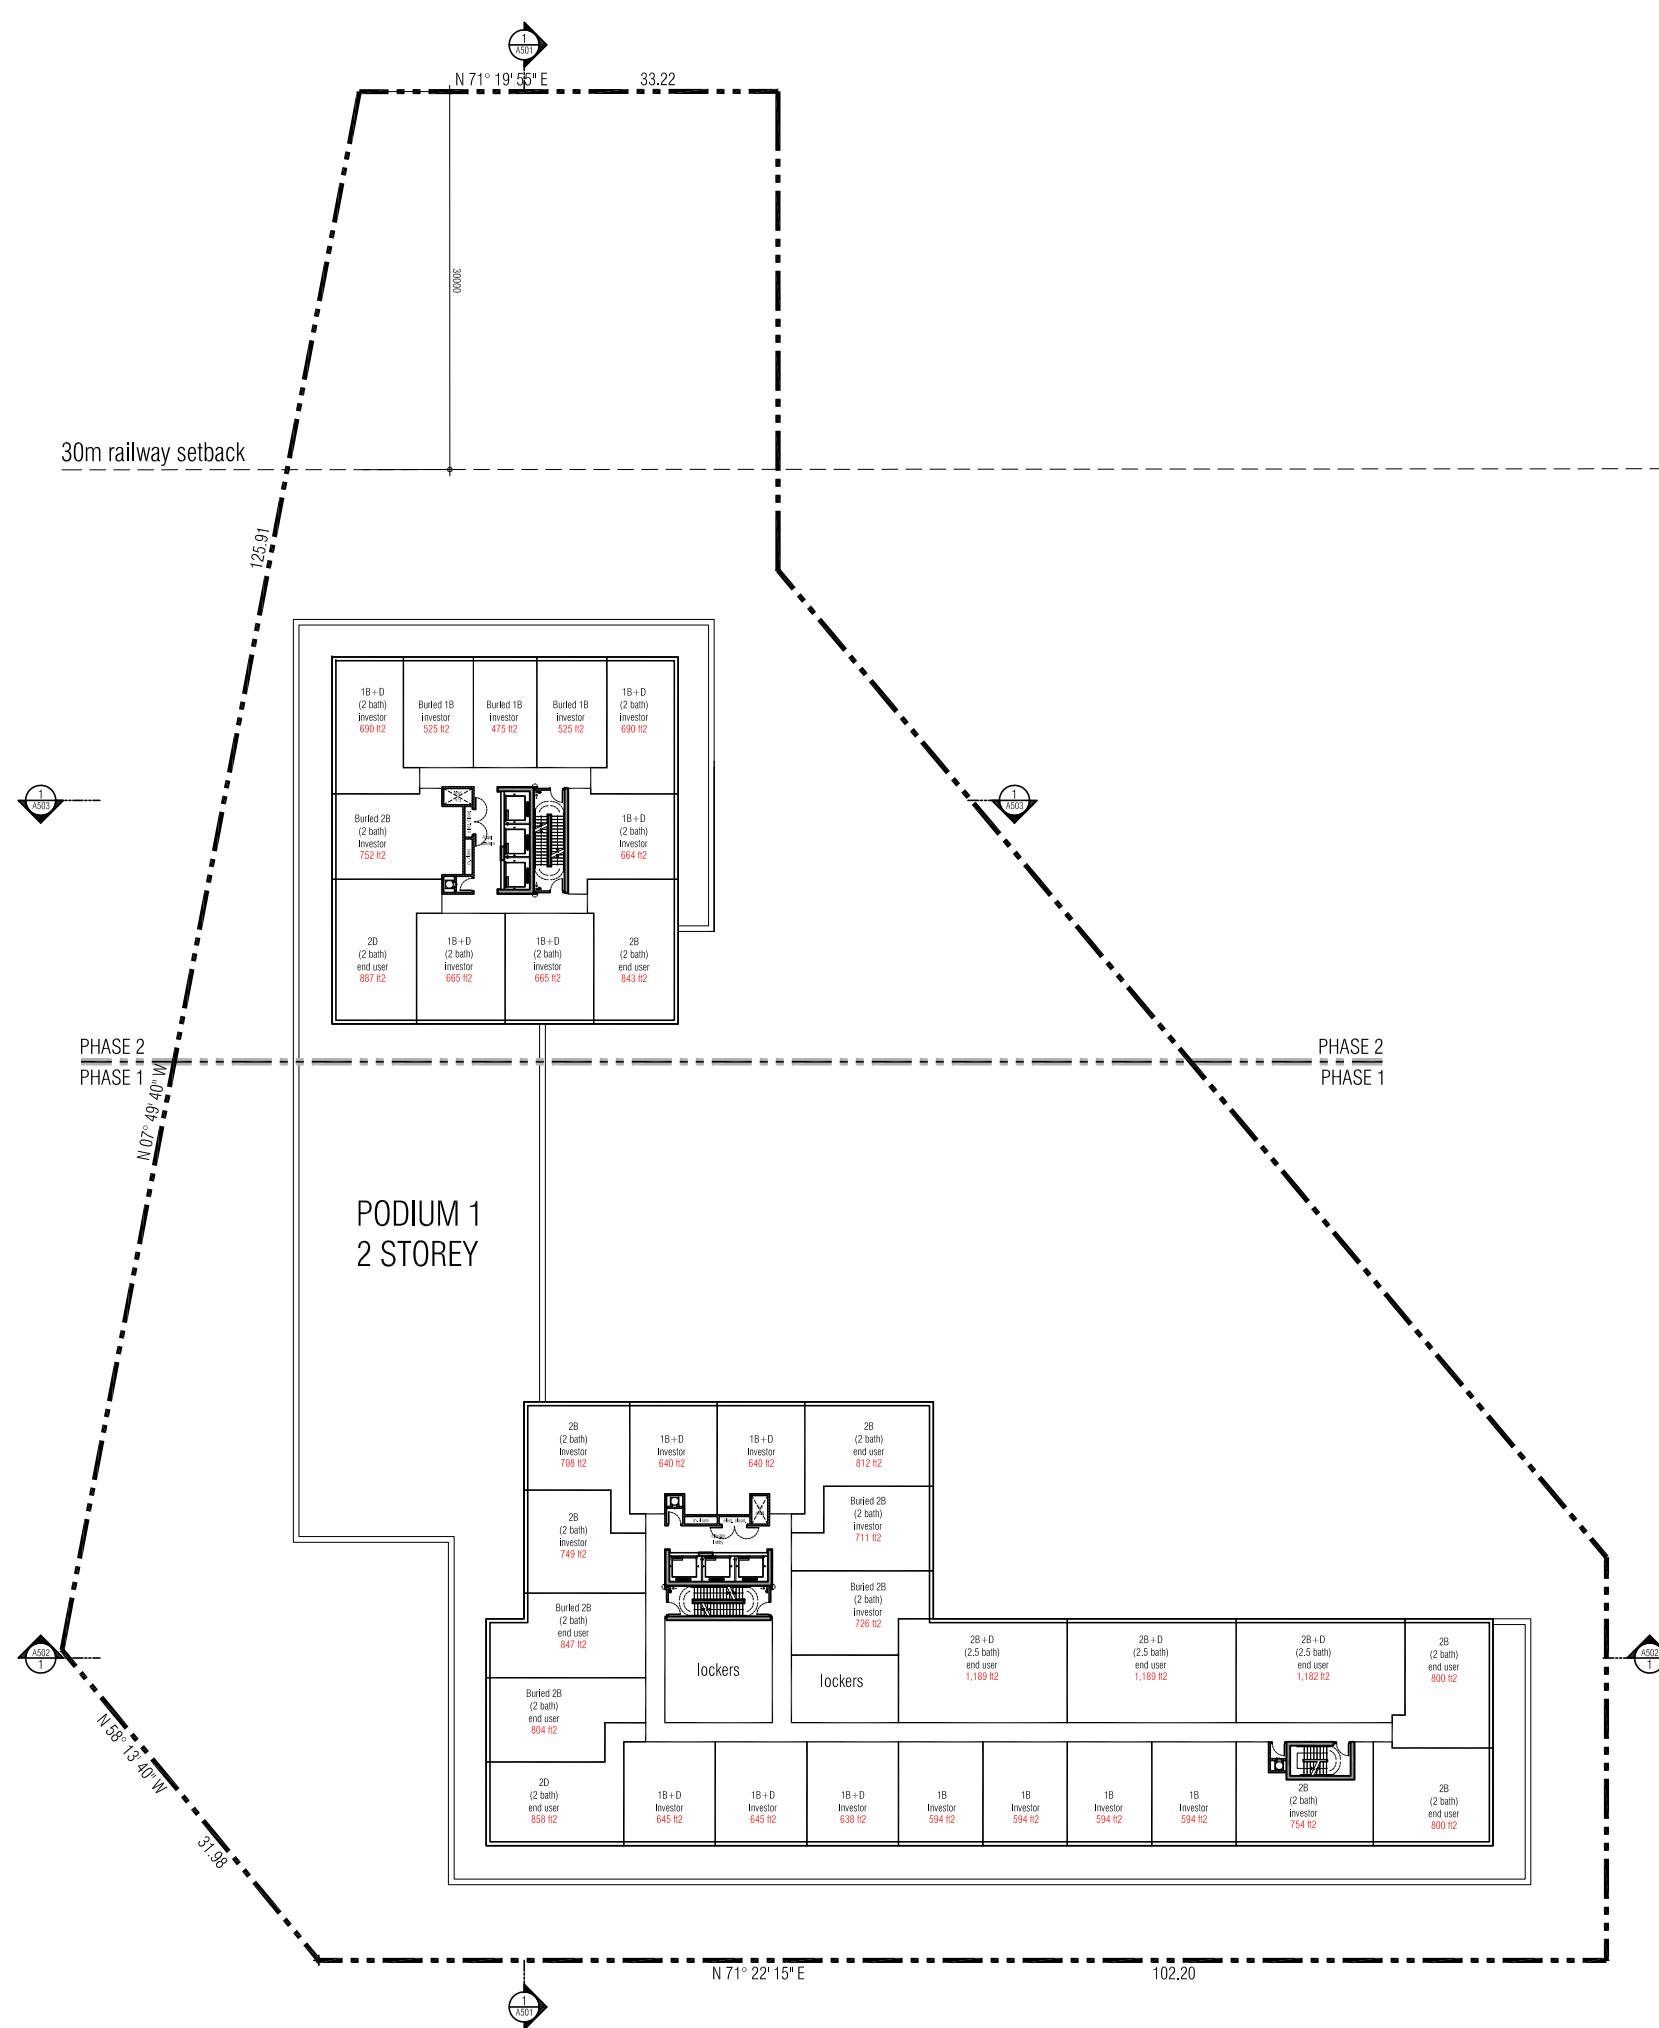 1
A501
N 71° 19' 55" E
33.22
30000
30m railway setback
125.91
1B+D
(2 bath)
investor
690 ft2
Buried 1B
investor
525 ft2
Buried 1B
investor
475 ft2
Buried 1B
investor
525 ft2
1B+D
(2 bath)
investor
690 ft2
1
A503
1
A503
Buried 2B
(2 bath)
Investor
752 ft2
1B+D
(2 bath)
Investor
664 ft2
2D
(2 bath)
end user
887 ft2
1B+D
(2 bath)
investor
665 ft2
1B+D
(2 bath)
investor
665 ft2
2B
(2 bath)
end user
843 ft2
PHASE 2
PHASE 1
PHASE 2
PHASE 1
N 07° 49' 40" W
PODIUM 1
2 STOREY
2B
(2 bath)
Investor
708 ft2
1B+D
Investor
640 ft2
1B+D
Investor
640 ft2
2B
(2 bath)
end user
812 ft2
2B
(2 bath)
investor
749 ft2
lobby
Buried 2B
(2 bath)
investor
711 ft2
Buried 2B
(2 bath)
end user
847 ft2
Buried 2B
(2 bath)
investor
726 ft2
A502
1
lockers
lockers
2B+D
(2.5 bath)
end user
1,189 ft2
2B+D
(2.5 bath)
end user
1,189 ft2
2B+D
(2.5 bath)
end user
1,182 ft2
2B
(2 bath)
end user
800 ft2
A502
1
Buried 2B
(2 bath)
end user
804 ft2
N 58° 13' 40" W
31.98
2D
(2 bath)
end user
858 ft2
1B+D
Investor
645 ft2
1B+D
Investor
645 ft2
1B+D
Investor
638 ft2
1B
Investor
594 ft2
1B
Investor
594 ft2
1B
Investor
594 ft2
1B
Investor
594 ft2
2B
(2 bath)
investor
754 ft2
2B
(2 bath)
end user
800 ft2
N 71° 22' 15" E
102.20
1
A501